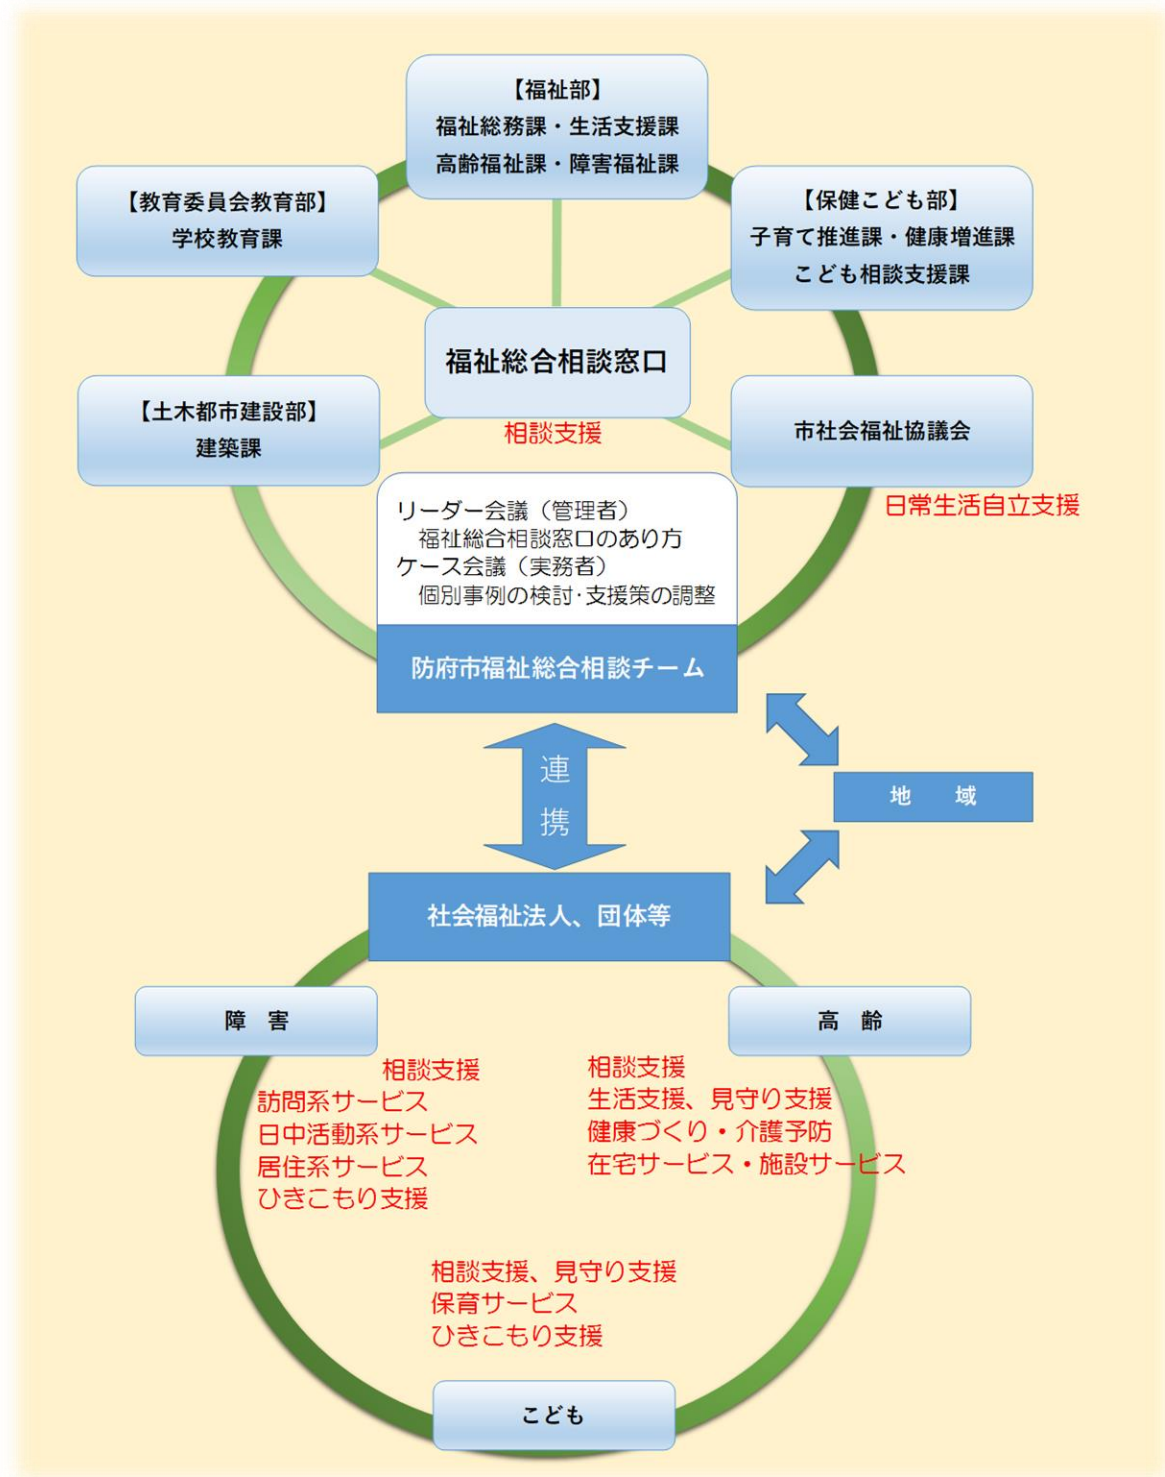 【福祉部】
福祉総務課・生活支援課
高齢福祉課・障害福祉課
【教育委員会教育部】
学校教育課
【保健こども部】
子育て推進課・健康増進課
こども相談支援課
福祉総合相談窓口
相談支援
【土木都市建設部】
建築課
市社会福祉協議会
日常生活自立支援
リーダー会議（管理者）
福祉総合相談窓口のあり方
ケース会議（実務者）
個別事例の検討･支援策の調整
防府市福祉総合相談チーム
連
携
地　域
社会福祉法人、団体等
障　害
相談支援
訪問系サービス
日中活動系サービス
居住系サービス
ひきこもり支援
高　齢
相談支援
生活支援、見守り支援
健康づくり・介護予防
在宅サービス・施設サービス
相談支援、見守り支援
保育サービス
ひきこもり支援
こども